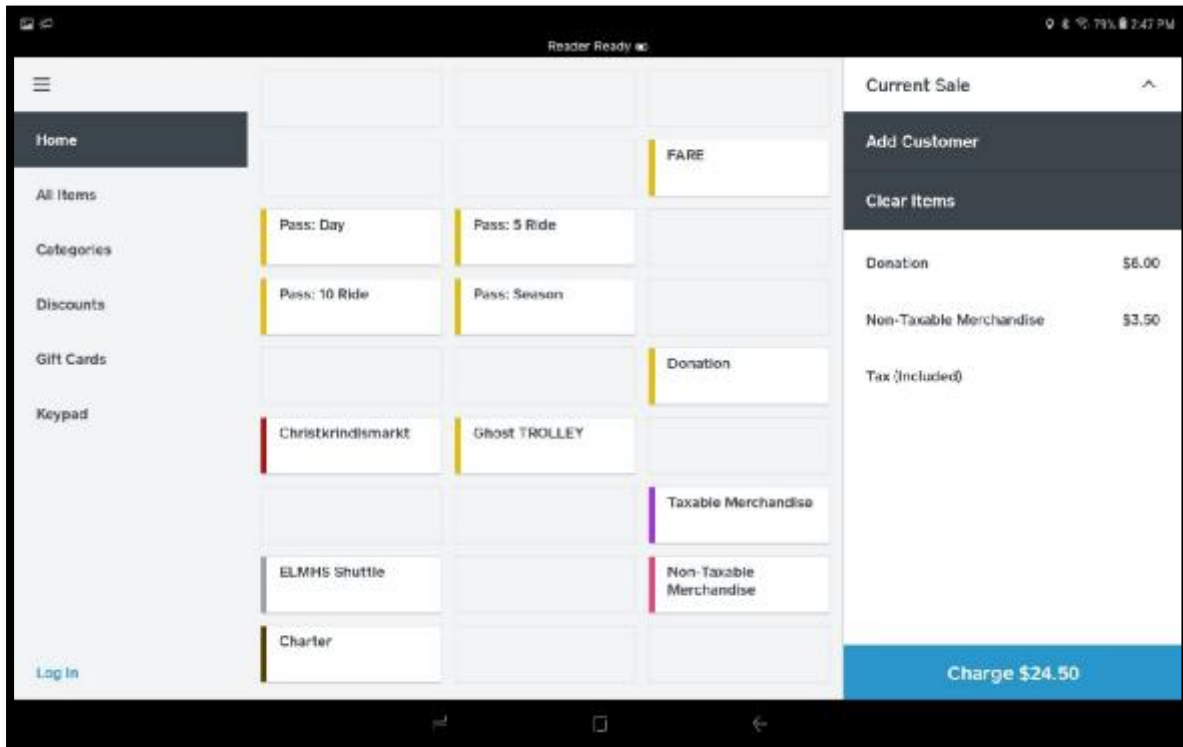 79% 2:47 PM
Reader Ready
Home
All Items
Categories
Discounts
Gift Cards
Keypad
Log In
FARE
Pass: Day
Pass: 5 Ride
Pass: 10 Ride
Pass: Season
Donation
Christkrindlsmarkt
Ghost TROLLEY
Taxable Merchandise
ELMHS Shuttle
Non-Taxable
Merchandise
Charter
Current Sale
Add Customer
Clear Items
Donation $6.00
Non-Taxable Merchandise $3.50
Tax (Included)
Charge $24.50